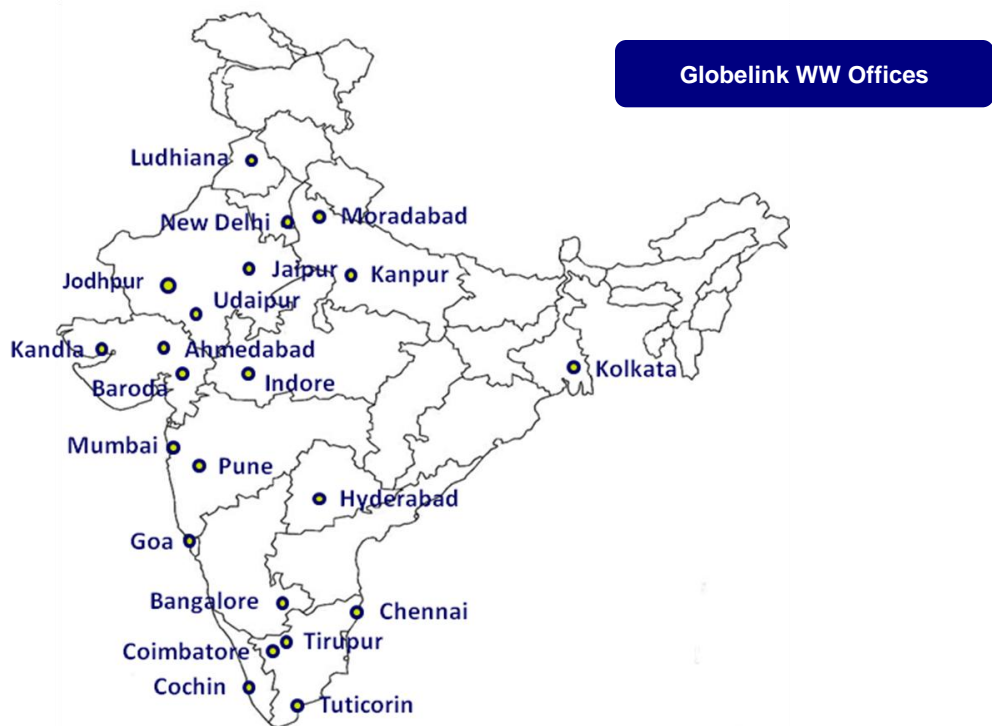 Globelink WW Offices
Ludhiana
New Delhi
Moradabad
Jaipur
Kanpur
Jodhpur
Udaipur
Kandla
Ahmedabad
Baroda
Indore
Kolkata
Mumbai
Pune
Hyderabad
Goa
Bangalore
Chennai
Tirupur
Coimbatore
Cochin
Tuticorin